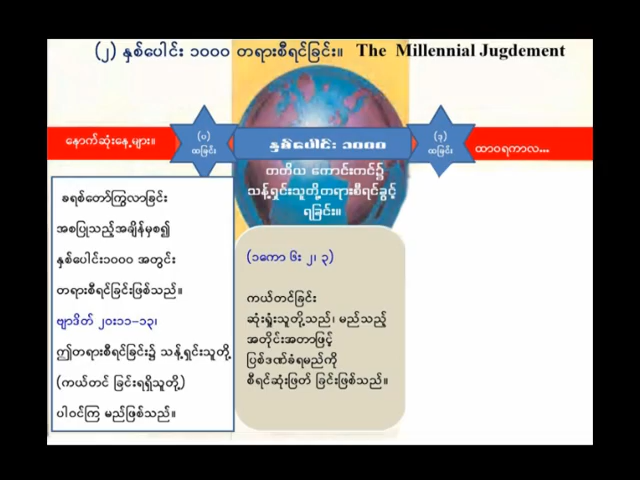 (၂) နှစ်ပေါင်း ၁၀၀၀ တရားစီရင်ခြင်း။ The Millennial Jugdement
နောက်ဆုံးနေ့များ။
(ပ)
ထခြင်း
နှစ်ပေါင်း ၁၀၀၀
(ဒု)
ထခြင်း
ထာဝရကာလ...
တတိယ ကောင်းကင်၌
သန့်ရှင်းသူတို့တရားစီရင်ခွင့်
ရခြင်း။
ခရစ်တော်ကြွလာခြင်း
အစပြုသည့်အချိန်မှစ၍
နှစ်ပေါင်း၁၀၀၀ အတွင်း
တရားစီရင်ခြင်းဖြစ်သည်။
ဗျာဒိတ် ၂၀း၁၁–၁၃၊
ဤတရားစီရင်ခြင်း၌ သန့်ရှင်းသူတို့
(ကယ်တင် ခြင်းရရှိသူတို့)
ပါဝင်ကြ မည်ဖြစ်သည်။
(၁ကော ၆း ၂၊ ၃)
ကယ်တင်ခြင်း
ဆုံးရှုံးသူတို့သည်၊ မည်သည့်
အတိုင်းအတာဖြင့်
ပြစ်ဒဏ်ခံရမည်ကို
စီရင်ဆုံးဖြတ် ခြင်းဖြစ်သည်။